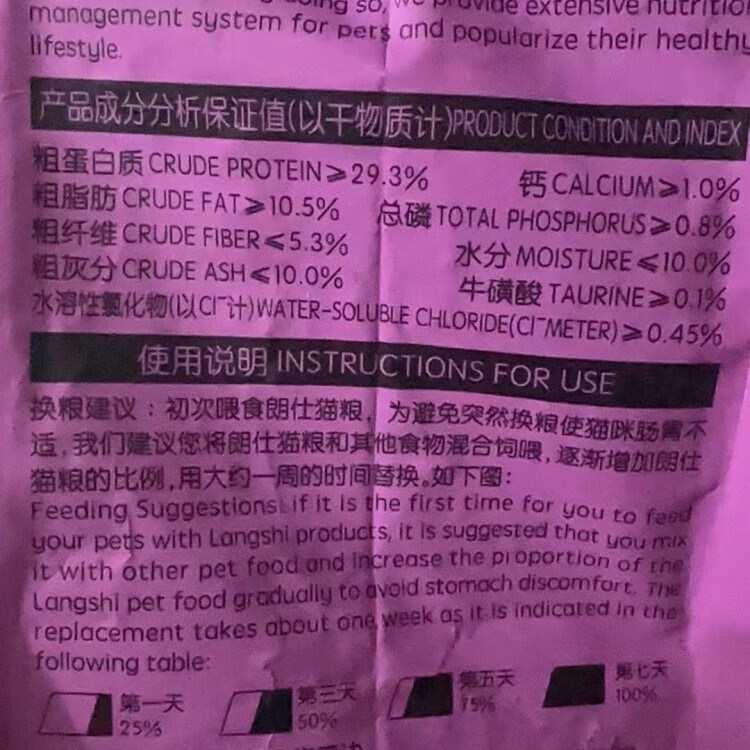 so, we provide extensive nutrition
management system for pets and popularize their healthy
lifestyle.
产品成分分析保证值(以干物质计)PRODUCT CONDITION AND INDEX
粗蛋白质 CRUDE PROTEIN≥29.3%
钙 CALCIUM≥1.0%
粗脂肪 CRUDE FAT≥10.5%
总磷 TOTAL PHOSPHORUS≥0.8%
粗纤维 CRUDE FIBER≤5.3%
水分 MOISTURE≤10.0%
粗灰分 CRUDE ASH≤10.0%
牛磺酸 TAURINE≥0.1%
水溶性氯化物(以Cl⁻计)WATER-SOLUBLE CHLORIDE(Cl⁻METER)≥0.45%
使用说明 INSTRUCTIONS FOR USE
换粮建议：初次喂食朗仕猫粮，为避免突然换粮使猫咪肠胃不
适,我们建议您将朗仕猫粮和其他食物混合饲喂,逐渐增加朗仕
猫粮的比例,用大约一周的时间替换。如下图:
Feeding Suggestions: if it is the first time for you to feed
your pets with Langshi products, it is suggested that you mix
it with other pet food and increase the proportion of the
Langshi pet food gradually to avoid stomach discomfort. The
replacement takes about one week as it is indicated in the
following table:
第一天
25%
第三天
50%
第五天
75%
第七天
100%